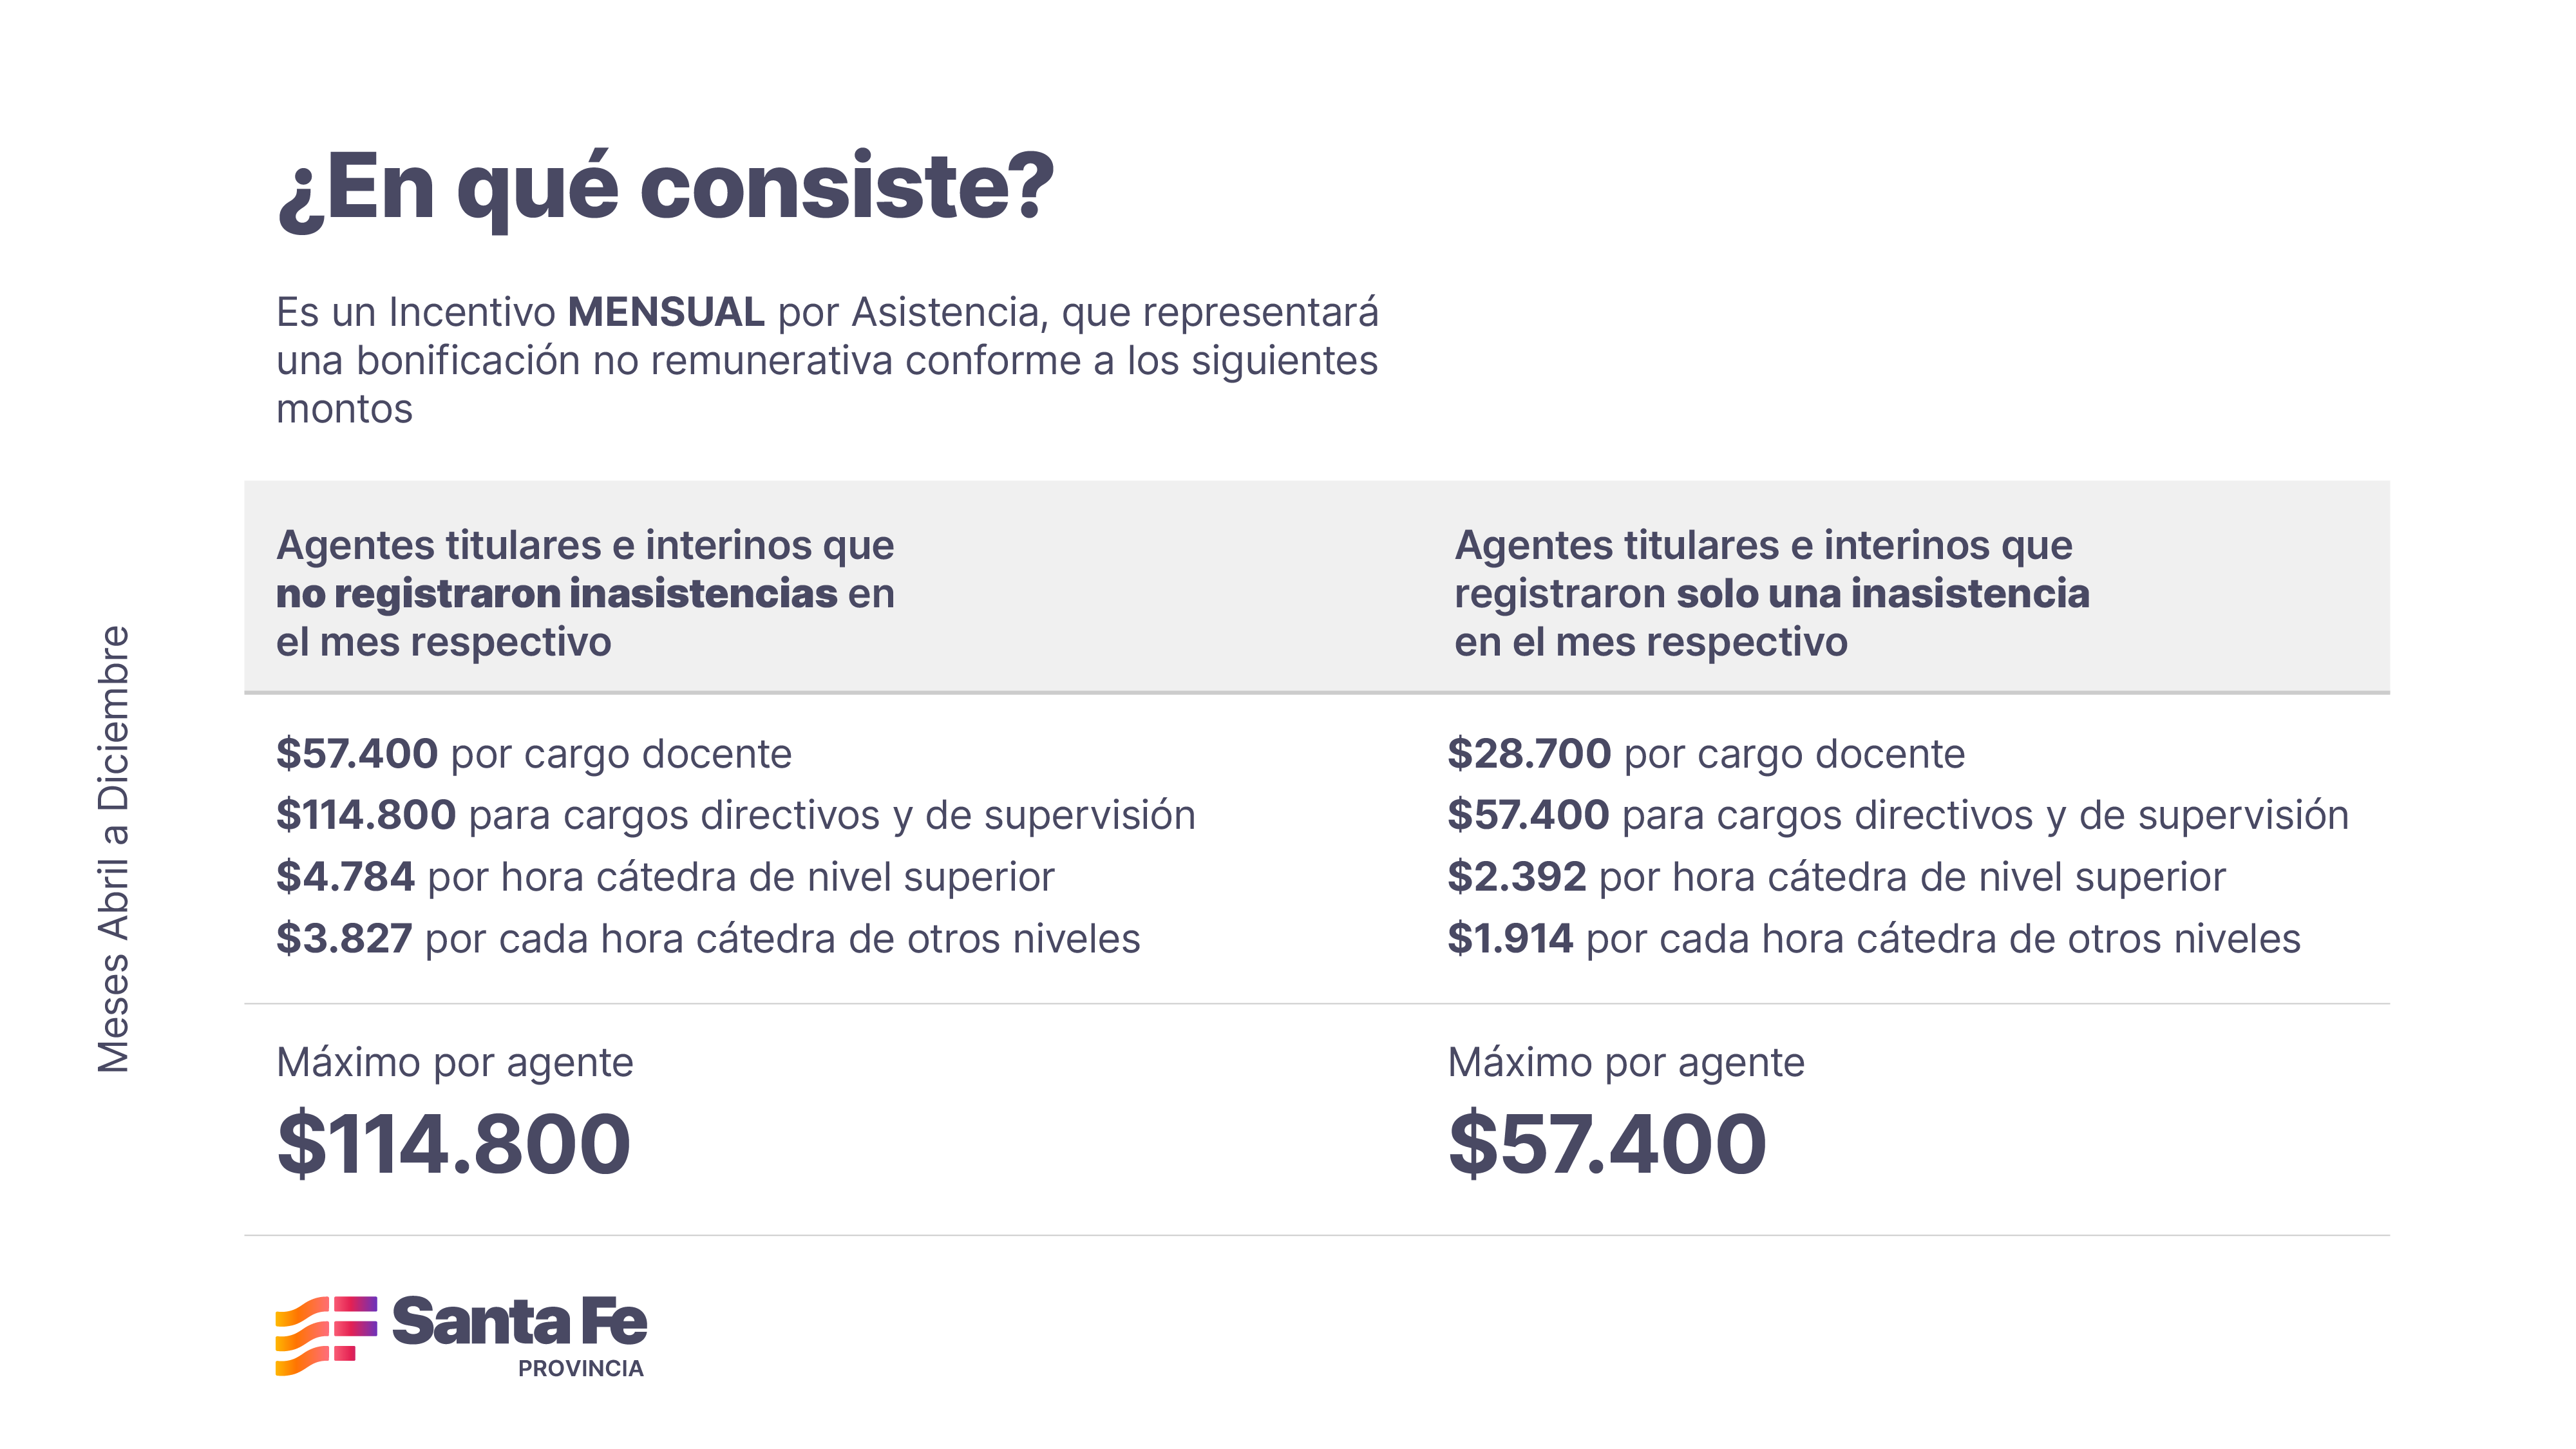 ¿En qué consiste?
Es un Incentivo MENSUAL por Asistencia, que representará
una bonificación no remunerativa conforme a los siguientes
montos
Meses Abril a Diciembre
Agentes titulares e interinos que
no registraron inasistencias en
el mes respectivo
$57.400 por cargo docente
$114.800 para cargos directivos y de supervisión
$4.784 por hora cátedra de nivel superior
$3.827 por cada hora cátedra de otros niveles
Máximo por agente
$114.800
Agentes titulares e interinos que
registraron solo una inasistencia
en el mes respectivo
$28.700 por cargo docente
$57.400 para cargos directivos y de supervisión
$2.392 por hora cátedra de nivel superior
$1.914 por cada hora cátedra de otros niveles
Máximo por agente
$57.400
Santa Fe
PROVINCIA